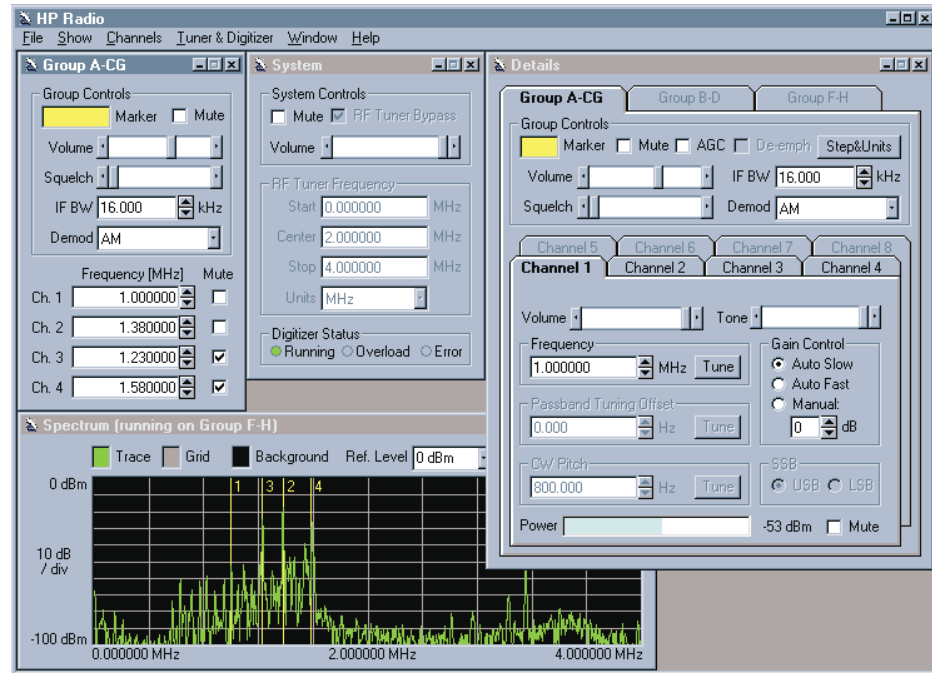 HP Radio
File Show Channels Tuner & Digitizer Window Help
Group A-CG
Group Controls
Marker Mute
Volume
Squelch
IF BW 16.000 kHz
Demod AM
Frequency [MHz] Mute
Ch. 1 1.000000
Ch. 2 1.380000
Ch. 3 1.230000
Ch. 4 1.580000
System
System Controls
Mute RF Tuner Bypass
Volume
RF Tuner Frequency
Start 0.000000 MHz
Center 2.000000 MHz
Stop 4.000000 MHz
Units MHz
Digitizer Status
Running Overload Error
Details
Group A-CG Group B-D Group F-H
Group Controls
Marker Mute AGC De-emph Step&Units
Volume IF BW 16.000 kHz
Squelch Demod AM
Channel 5 Channel 6 Channel 7 Channel 8
Channel 1 Channel 2 Channel 3 Channel 4
Volume Tone
Frequency
1.000000 MHz Tune
Passband Tuning Offset
0.000 Hz Tune
CW Pitch
800.000 Hz Tune
Gain Control
Auto Slow
Auto Fast
Manual:
0 dB
SSB
USB LSB
Power -53 dBm Mute
Spectrum (running on Group F-H)
Trace Grid Background Ref. Level 0 dBm
0 dBm
1 3 2 4
10 dB
/ div
-100 dBm
0.000000 MHz 2.000000 MHz 4.000000 MHz